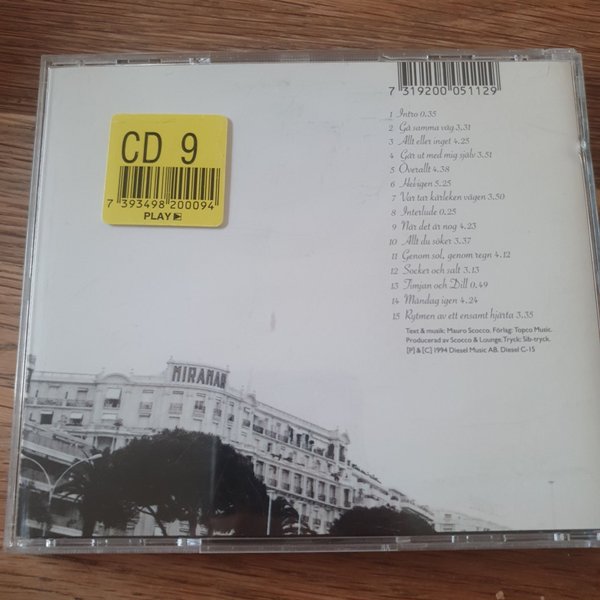 7 319200 051129
CD 9
7 393498 200094
PLAY
1 Intro 0.35
2 Gå samma väg 3.31
3 Allt eller inget 4.25
4 Går ut med mig själv 3.51
5 Överallt 4.38
6 Helvigen 5.25
7 Var tar kärleken vägen 3.50
8 Interlude 0.25
9 När det är nog 4.23
10 Allt du söker 3.37
11 Genom sol, genom regn 4.12
12 Socker och salt 3.13
13 Timjan och Dill 0.49
14 Måndag igen 4.24
15 Rytmen av ett ensamt hjärta 3.35
Text & musik: Mauro Scocco. Förlag: Topco Music.
Producerad av Scocco & Lounge. Tryck: Sib-tryck.
[P] & [C] 1994 Diesel Music AB. Diesel C-15
MIRAMAR